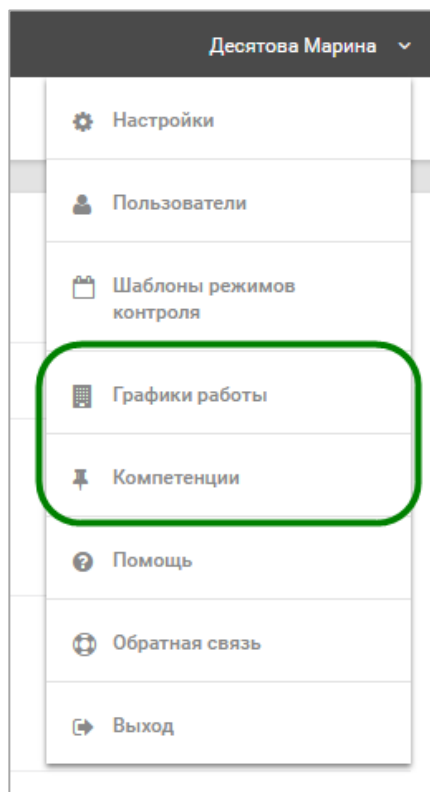 Десятова Марина
Настройки
Пользователи
Шаблоны режимов
контроля
Графики работы
Компетенции
Помощь
Обратная связь
Выход